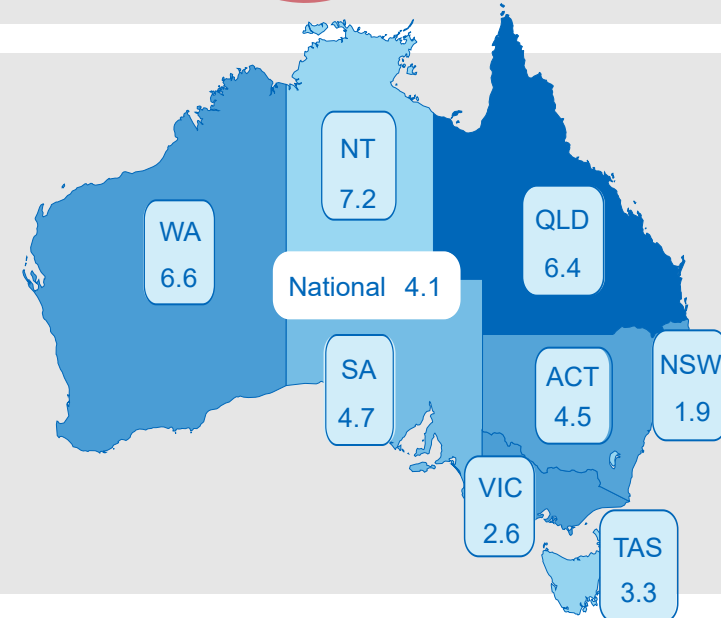 NT
7.2
WA
6.6
QLD
6.4
National 4.1
SA
4.7
ACT
4.5
NSW
1.9
VIC
2.6
TAS
3.3